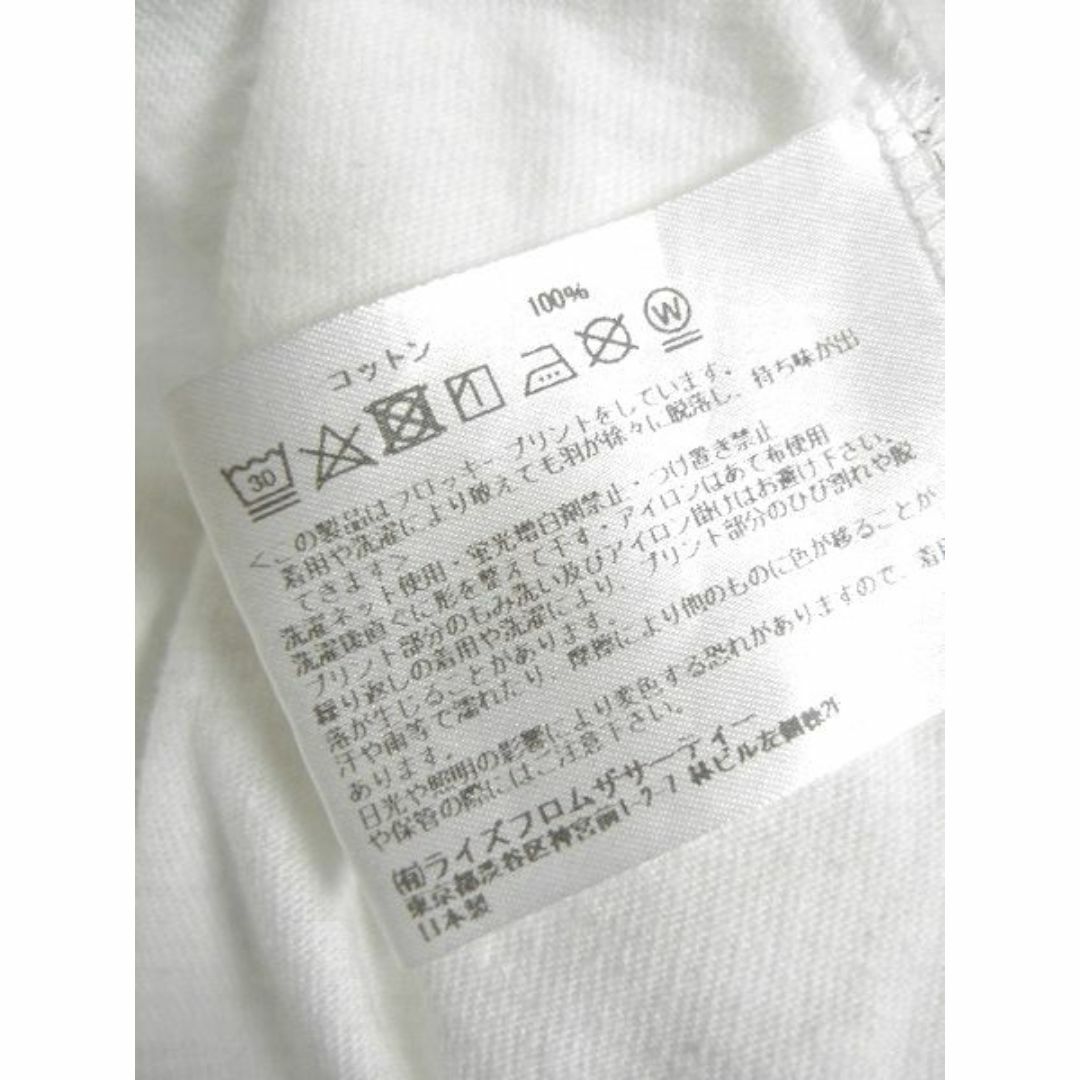 コットン 100%
30 W
<この製品はフロッキープリントをしています。
着用や洗濯により敢えても羽が徐々に脱落し、持ち味が出
てきます>
洗濯ネット使用・蛍光増白剤禁止・つけ置き禁止
洗濯後直ぐに形を整えて干す・アイロンはあて布使用
プリント部分のもみ洗い及びアイロン掛けはお避け下さい。
繰り返しの着用や洗濯により、プリント部分のひび割れや脱
落が生じることがあります。
汗や雨等で濡れたり、摩擦により他のものに色が移ることが
あります。
日光や照明の影響により変色する恐れがありますので、着用
や保管の際にはご注意下さい。
(有)ライズフロムザサーティー
東京都渋谷区神宮前1-2-7 林ビル左側
日本製